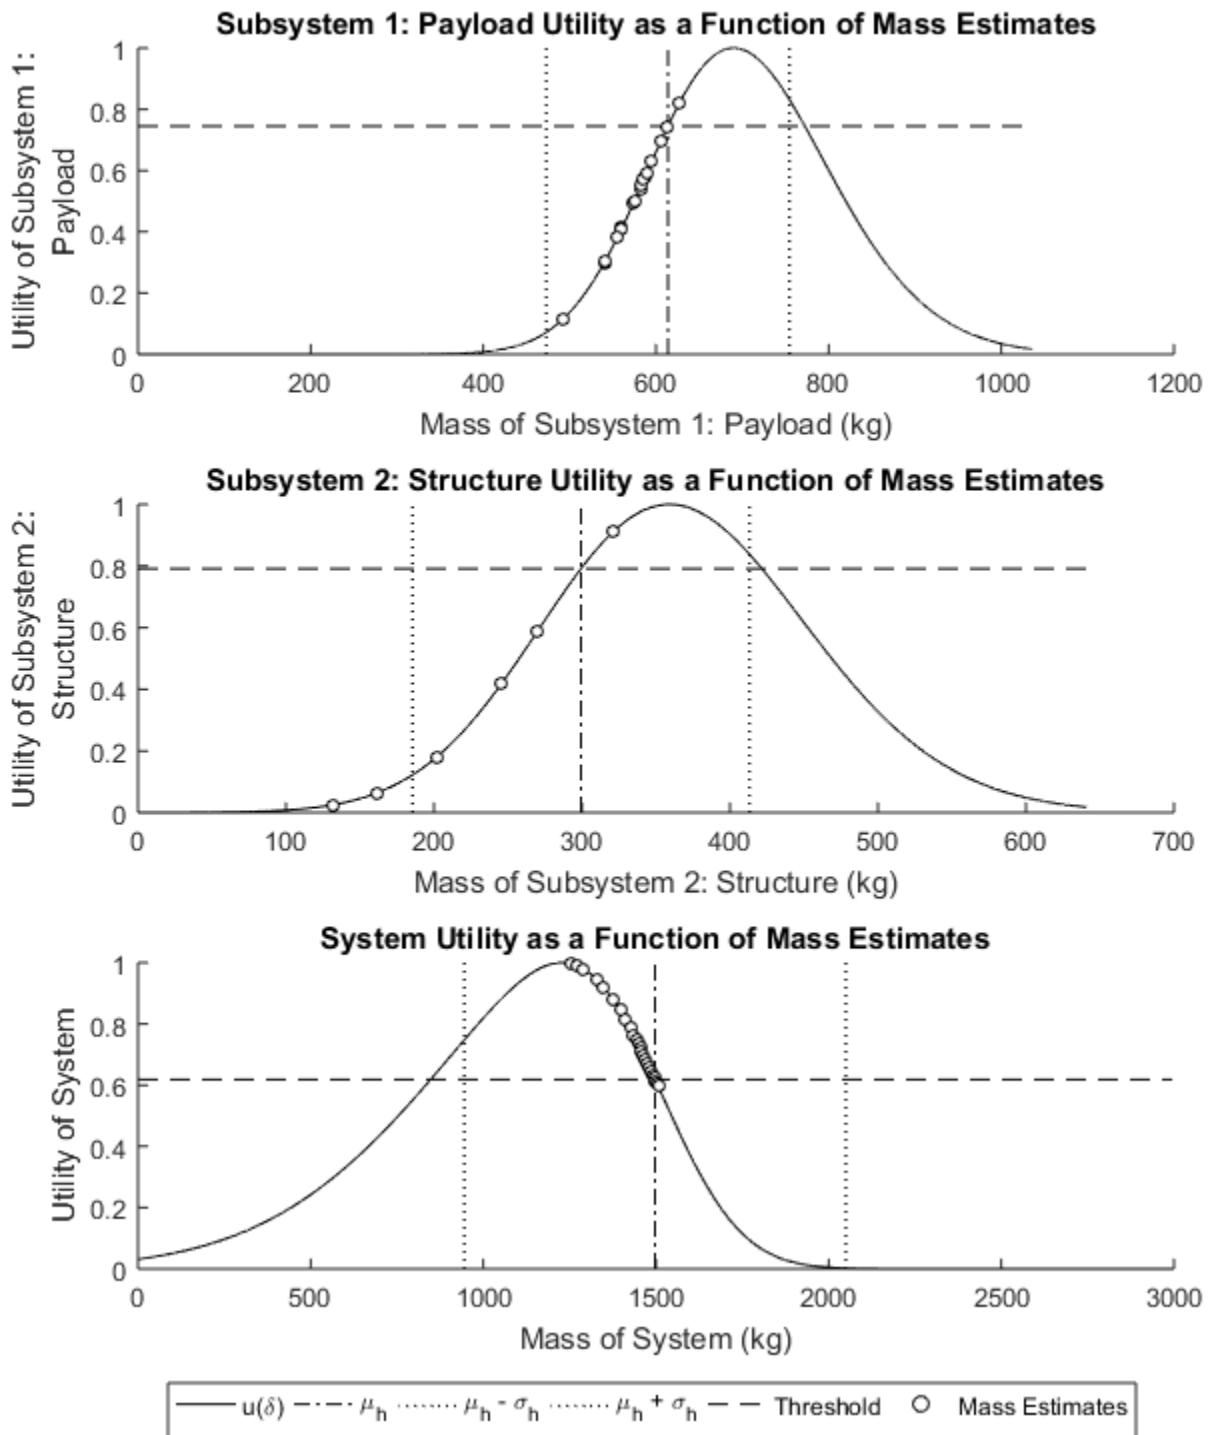 Subsystem 1: Payload Utility as a Function of Mass Estimates
Utility of Subsystem 1:
Payload
1
0.8
0.6
0.4
0.2
0
0 200 400 600 800 1000 1200
Mass of Subsystem 1: Payload (kg)
Subsystem 2: Structure Utility as a Function of Mass Estimates
Utility of Subsystem 2:
Structure
1
0.8
0.6
0.4
0.2
0
0 100 200 300 400 500 600 700
Mass of Subsystem 2: Structure (kg)
System Utility as a Function of Mass Estimates
Utility of System
1
0.8
0.6
0.4
0.2
0
0 500 1000 1500 2000 2500 3000
Mass of System (kg)
u(δ) μh μh - σh μh + σh Threshold Mass Estimates